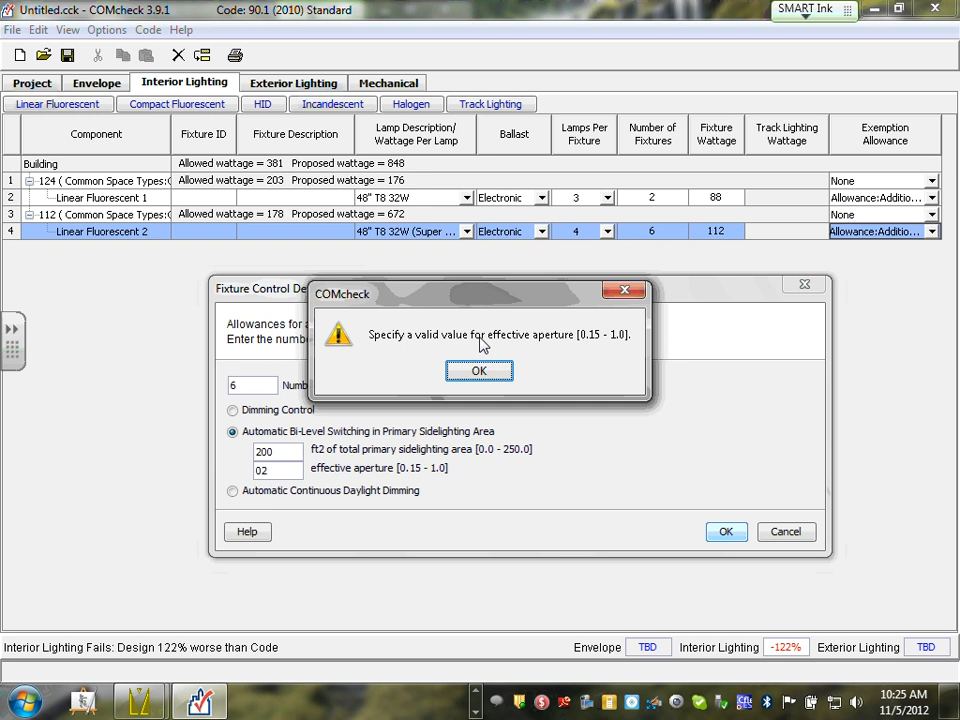 Untitled.cck - COMcheck 3.9.1 Code: 90.1 (2010) Standard
SMART Ink
File Edit View Options Code Help
Project Envelope Interior Lighting Exterior Lighting Mechanical
Linear Fluorescent Compact Fluorescent HID Incandescent Halogen Track Lighting
Component Fixture ID Fixture Description Lamp Description/ Wattage Per Lamp Ballast Lamps Per Fixture Number of Fixtures Fixture Wattage Track Lighting Wattage Exemption Allowance
Building Allowed wattage = 381 Proposed wattage = 848
1 124 ( Common Space Types: Allowed wattage = 203 Proposed wattage = 176 None
2 Linear Fluorescent 1 48" T8 32W Electronic 3 2 88 Allowance:Additio...
3 112 ( Common Space Types: Allowed wattage = 178 Proposed wattage = 672 None
4 Linear Fluorescent 2 48" T8 32W (Super ... Electronic 4 6 112 Allowance:Additio...
Fixture Control De
COMcheck
Allowances for
Enter the numb
Specify a valid value for effective aperture [0.15 - 1.0].
OK
6 Numb
Dimming Control
Automatic Bi-Level Switching in Primary Sidelighting Area
200 ft2 of total primary sidelighting area [0.0 - 250.0]
02 effective aperture [0.15 - 1.0]
Automatic Continuous Daylight Dimming
Help OK Cancel
Interior Lighting Fails: Design 122% worse than Code Envelope TBD Interior Lighting -122% Exterior Lighting TBD
10:25 AM
11/5/2012